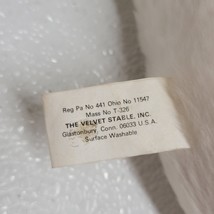 Reg Pa No 441 Ohio No 11547
Mass No T-326
THE VELVET STABLE, INC.
Glastonbury, Conn. 06033 U.S.A.
Surface Washable